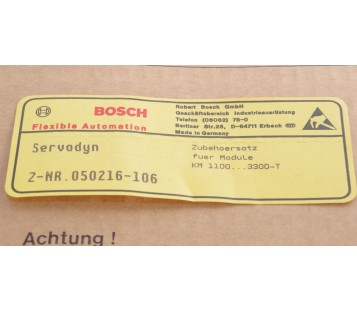 BOSCH
Flexible Automation
Robert Bosch GmbH
Geschäftsbereich Industrieausrüstung
Telefon (06062) 78-0
Berliner Str.25, D-64711 Erbach
Made in Germany
Servodyn
Z-NR.050216-106
Zubehoersatz
fuer Module
KM 1100...3300-T
Achtung !